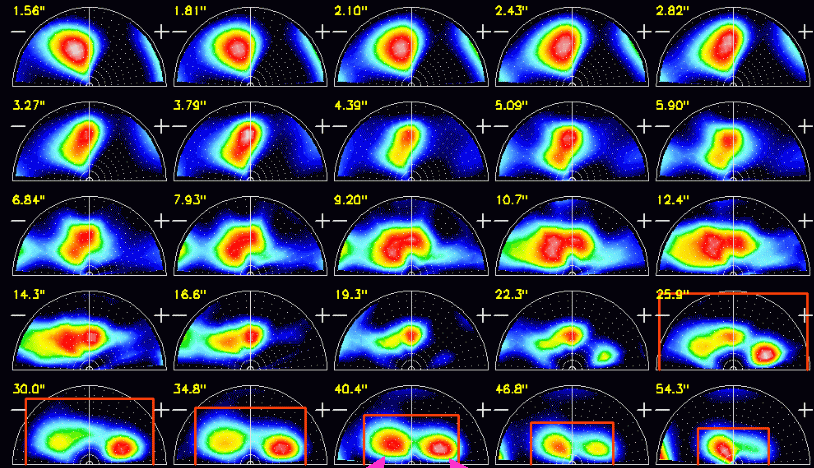 1.56" 1.81" 2.10" 2.43" 2.82"
3.27" 3.79" 4.39" 5.09" 5.90"
6.84" 7.93" 9.20" 10.7" 12.4"
14.3" 16.6" 19.3" 22.3" 25.9"
30.0" 34.8" 40.4" 46.8" 54.3"